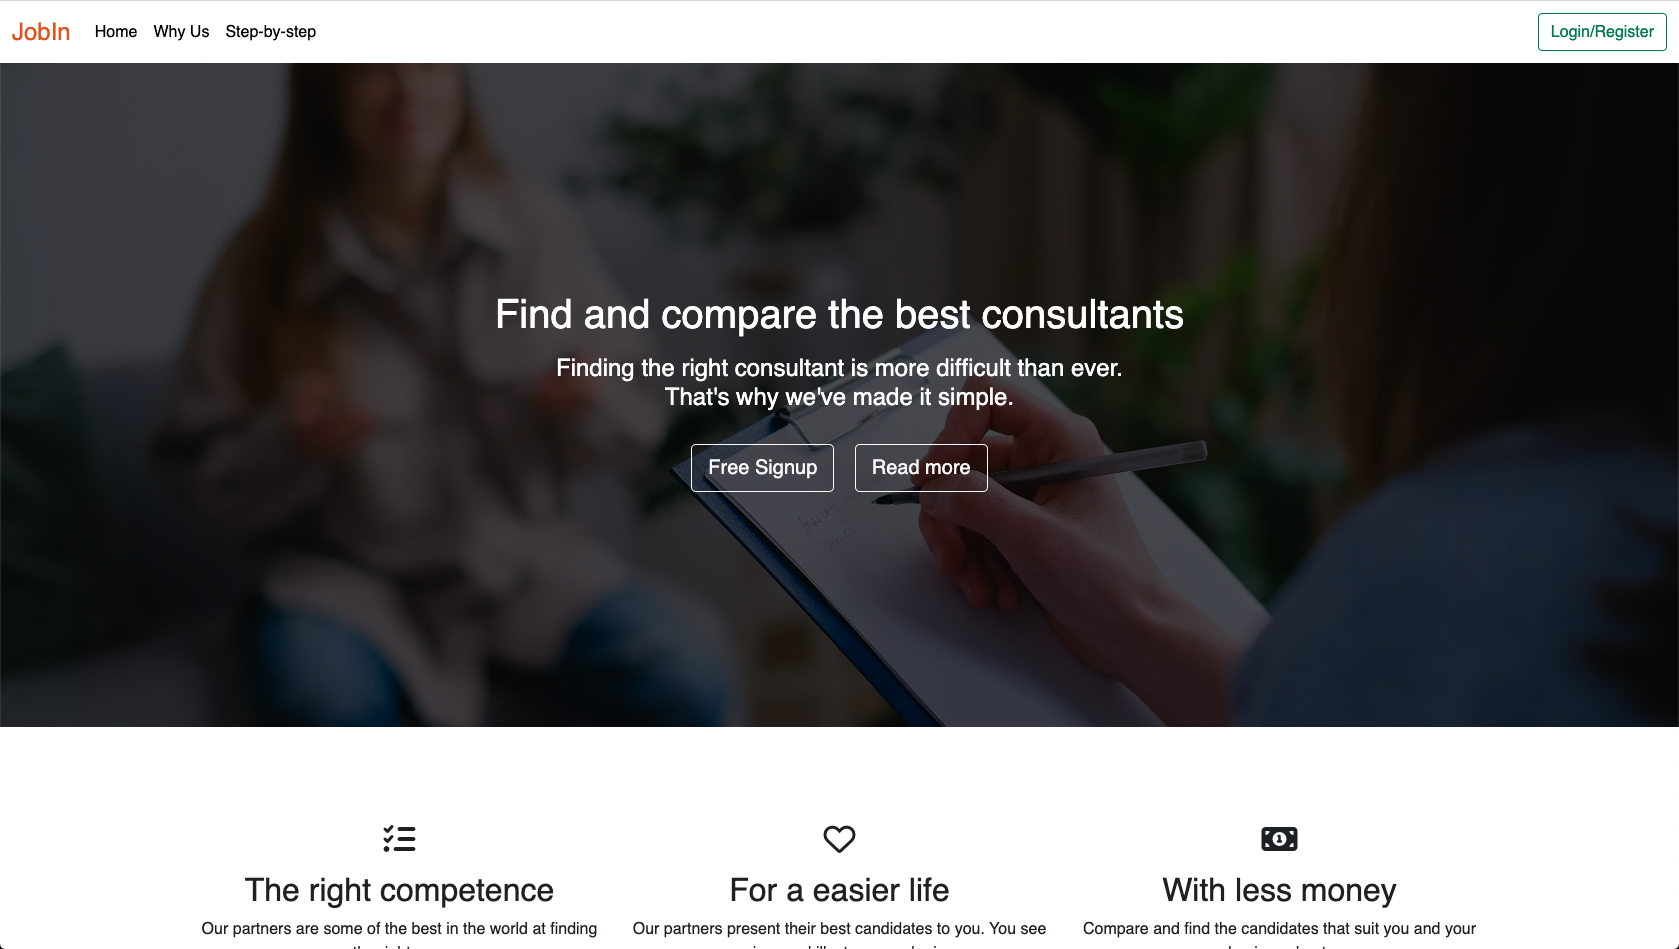 JobIn Home Why Us Step-by-step Login/Register
Find and compare the best consultants
Finding the right consultant is more difficult than ever.
That's why we've made it simple.
Free Signup Read more
The right competence
Our partners are some of the best in the world at finding
For a easier life
Our partners present their best candidates to you. You see
With less money
Compare and find the candidates that suit you and your